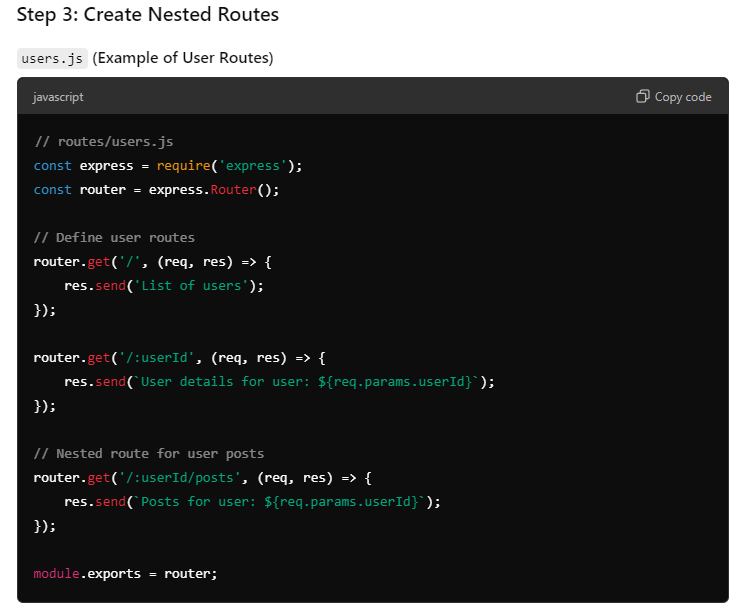 Step 3: Create Nested Routes
users.js (Example of User Routes)
javascript
Copy code
// routes/users.js
const express = require('express');
const router = express.Router();
// Define user routes
router.get('/', (req, res) => {
    res.send('List of users');
});
router.get('/:userId', (req, res) => {
    res.send(`User details for user: ${req.params.userId}`);
});
// Nested route for user posts
router.get('/:userId/posts', (req, res) => {
    res.send(`Posts for user: ${req.params.userId}`);
});
module.exports = router;